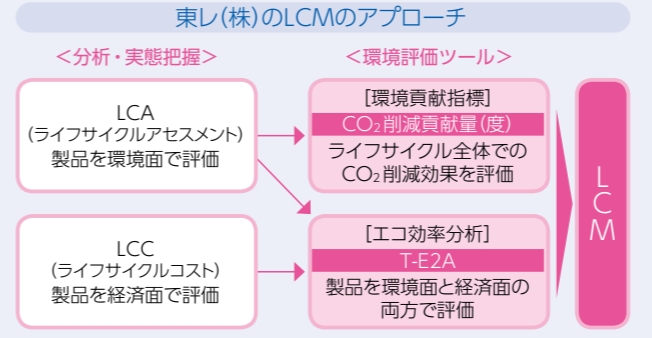 東レ(株)のLCMのアプローチ
<分析・実態把握>
<環境評価ツール>
LCA
(ライフサイクルアセスメント)
製品を環境面で評価
[環境貢献指標]
CO₂削減貢献量(度)
ライフサイクル全体での
CO₂削減効果を評価
LCC
(ライフサイクルコスト)
製品を経済面で評価
[エコ効率分析]
T-E2A
製品を環境面と経済面の
両方で評価
LCM